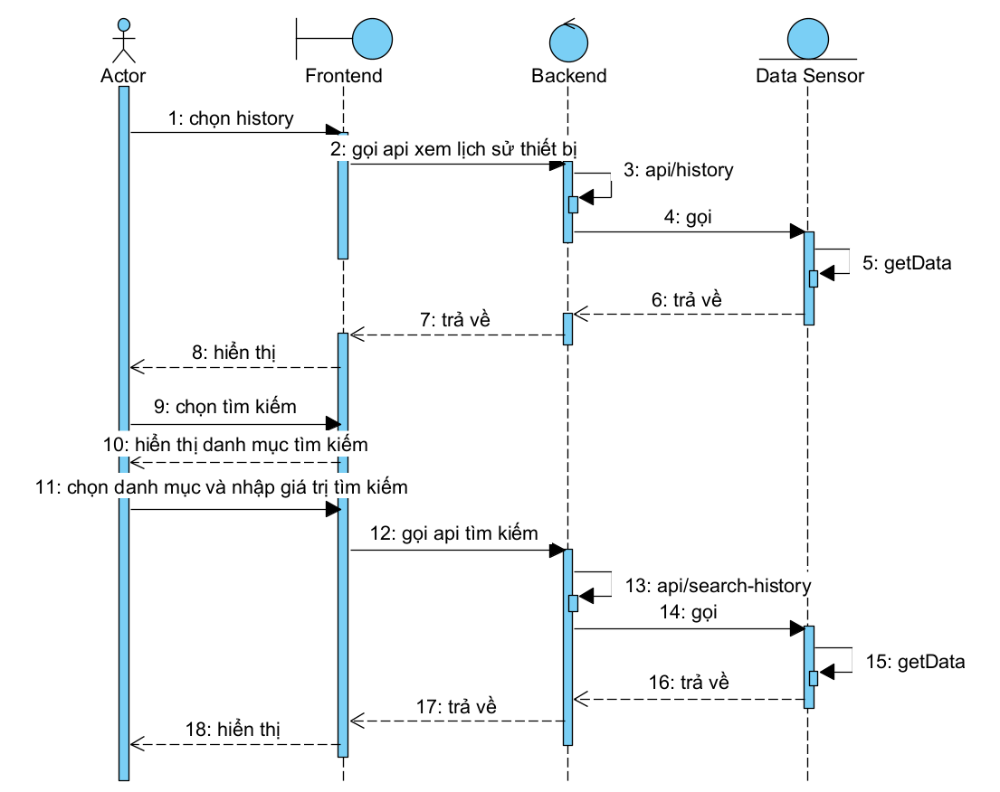 Actor
Frontend
Backend
Data Sensor
1: chọn history
2: gọi api xem lịch sử thiết bị
3: api/history
4: gọi
5: getData
6: trả về
7: trả về
8: hiển thị
9: chọn tìm kiếm
10: hiển thị danh mục tìm kiếm
11: chọn danh mục và nhập giá trị tìm kiếm
12: gọi api tìm kiếm
13: api/search-history
14: gọi
15: getData
16: trả về
17: trả về
18: hiển thị